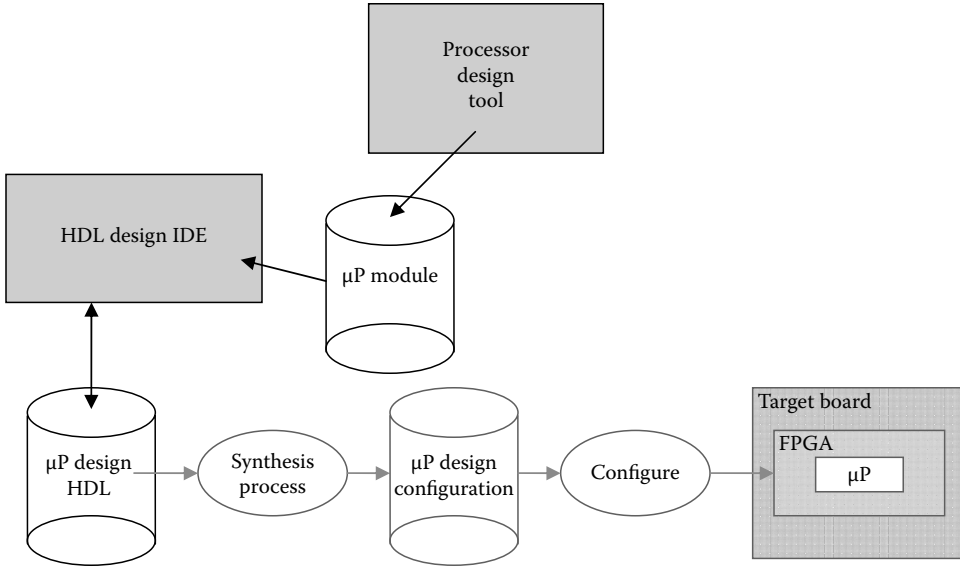 Processor
design
tool
HDL design IDE
µP module
µP design
HDL
Synthesis
process
µP design
configuration
Configure
Target board
FPGA
µP